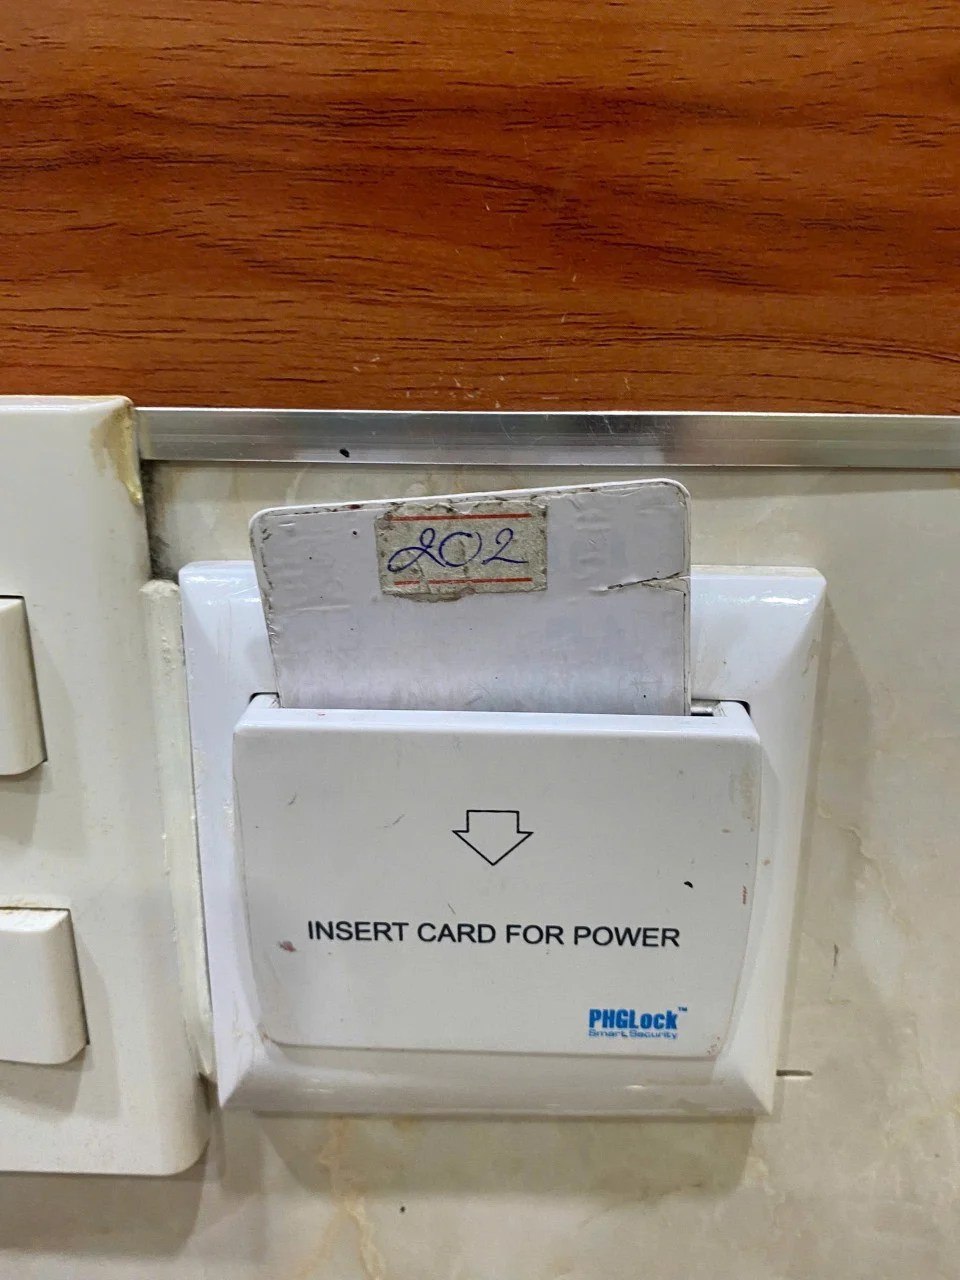 202
INSERT CARD FOR POWER
PHGLock™
Smart Security